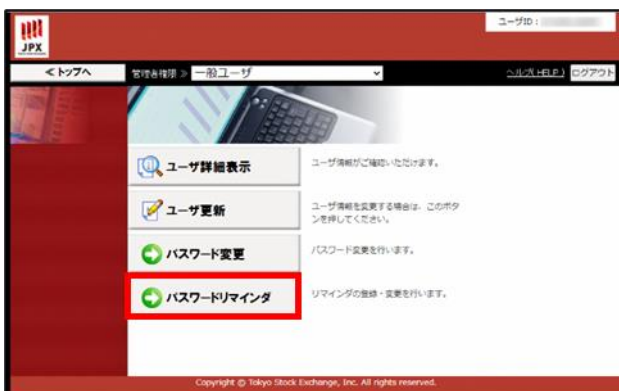 ユーザID：
JPX
≪トップへ
管理者権限 ≫ 一般ユーザ
ヘルプ(HELP)
ログアウト
ユーザ詳細表示
ユーザ情報がご確認いただけます。
ユーザ更新
ユーザ情報を変更する場合は、このボタ
ンを押してください。
パスワード変更
パスワード変更を行います。
パスワードリマインダ
リマインダの登録・変更を行います。
Copyright © Tokyo Stock Exchange, Inc. All rights reserved.